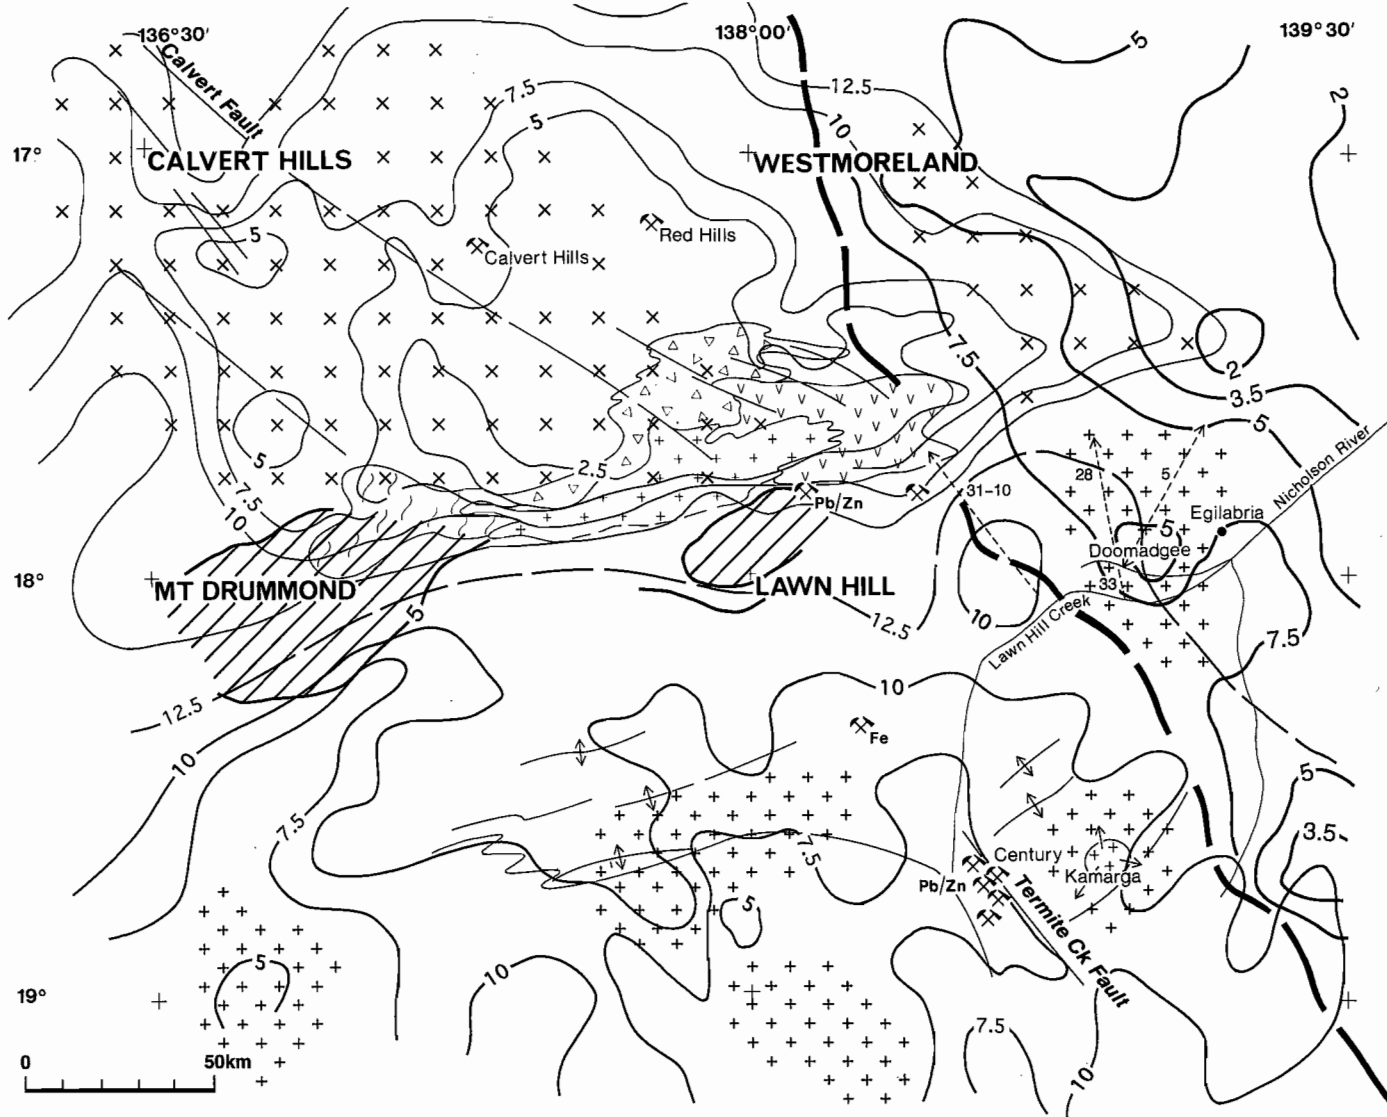 136°30′
138°00′
139°30′
5
Calvert Fault
12.5
7.5
2
5
10
17°
CALVERT HILLS
WESTMORELAND
5
Red Hills
Calvert Hills
7.5
2
3.5
5
5
2.5
28
5
Nicholson River
7.5
31-10
10
Pb/Zn
Egilabria
5
Doomadgee
18°
MT DRUMMOND
LAWN HILL
33
5
10
Lawn Hill Creek
12.5
7.5
10
12.5
Fe
10
5
7.5
3.5
7.5
Century
Kamarga
Pb/Zn
5
Termite Ck Fault
5
10
19°
7.5
0
50km
10